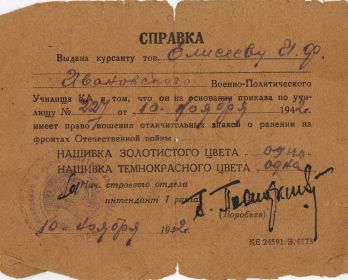 СПРАВКА
Выдана курсанту тов. Елисееву И.Ф.
Ивановского Военно-Политического
Училища КА в том, что он на основании приказа по учи-
лищу № 227 от 10 ноября 1942 г.
имеет право ношения отличительных знаков о ранении на
фронтах Отечественной войны.
НАШИВКА ЗОЛОТИСТОГО ЦВЕТА одна
НАШИВКА ТЕМНОКРАСНОГО ЦВЕТА одна
Нач. строевого отдела
интендант 1 ранга
(Воробьев)
10 ноября 1942
КЕ 24591. З. 6173